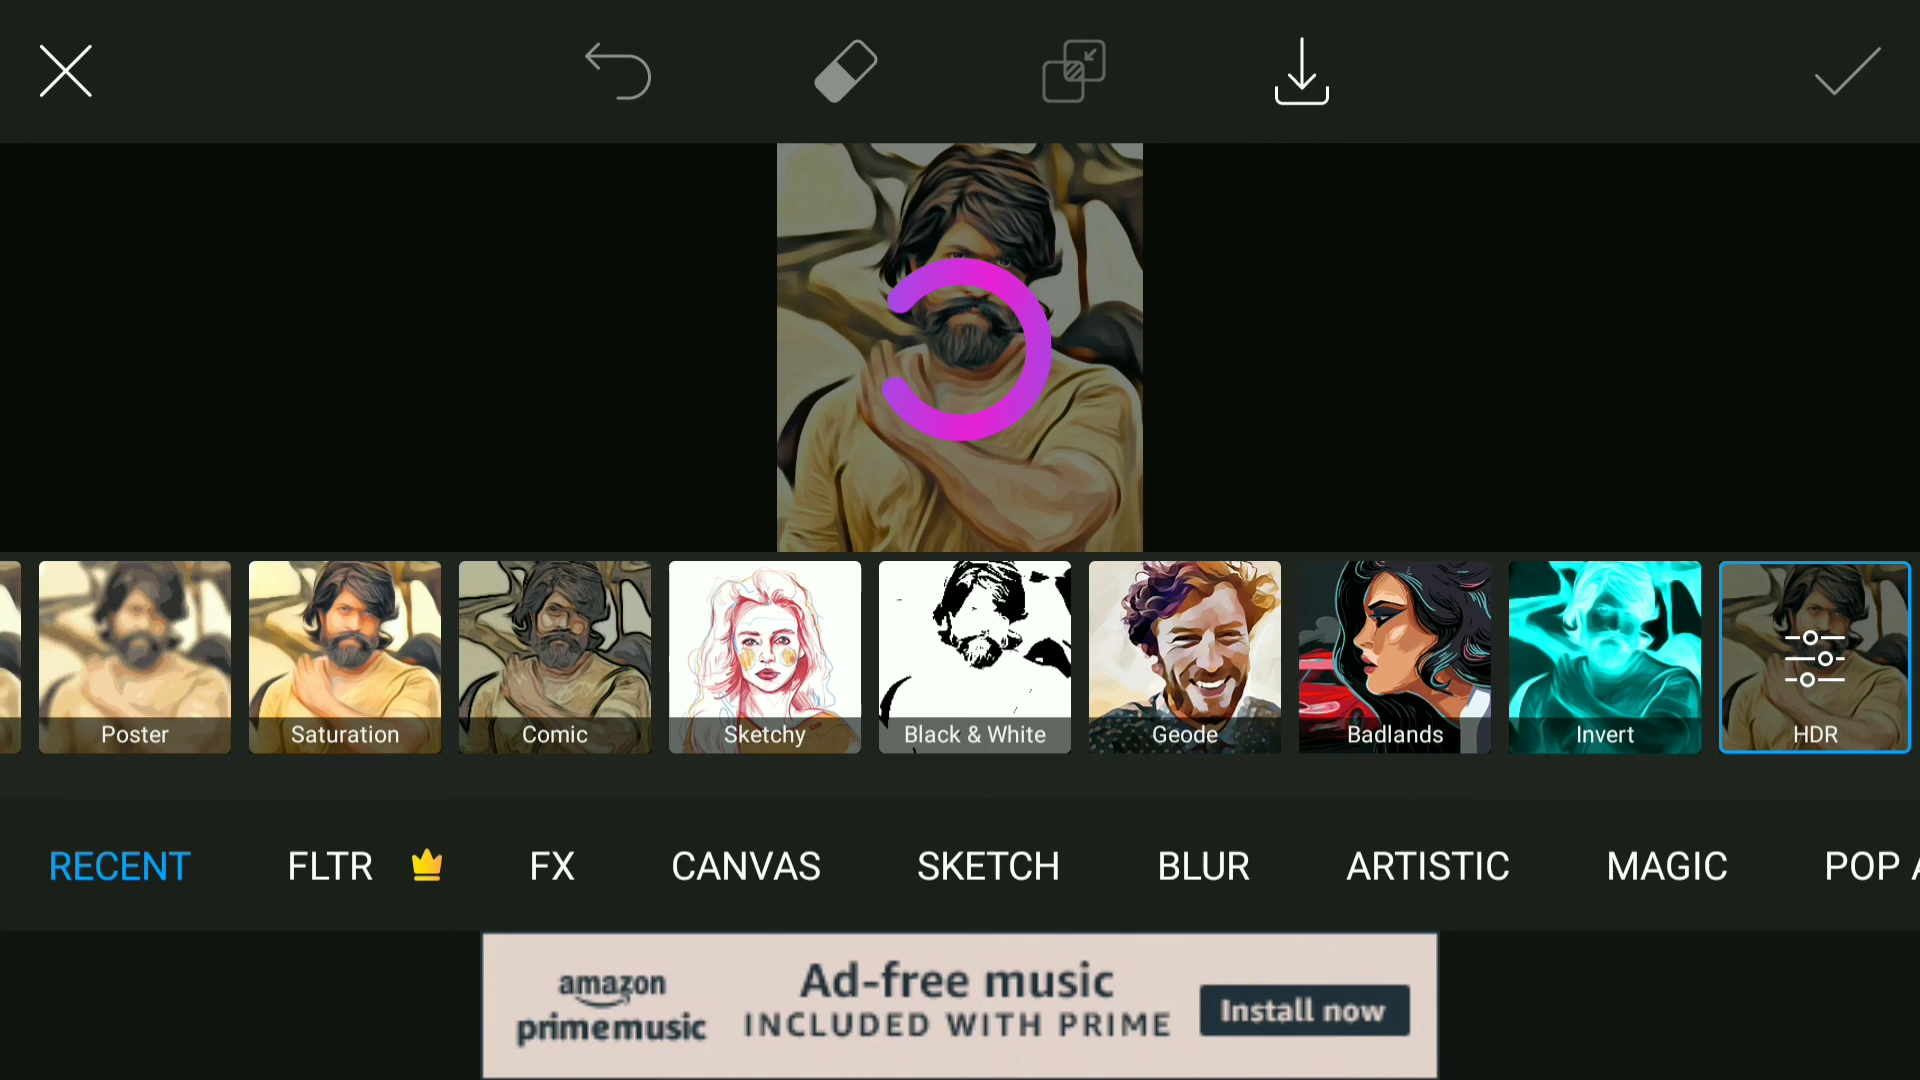 Poster
Saturation
Comic
Sketchy
Black & White
Geode
Badlands
Invert
HDR
RECENT
FLTR
FX
CANVAS
SKETCH
BLUR
ARTISTIC
MAGIC
POP A
amazon
primemusic
Ad-free music
INCLUDED WITH PRIME
Install now